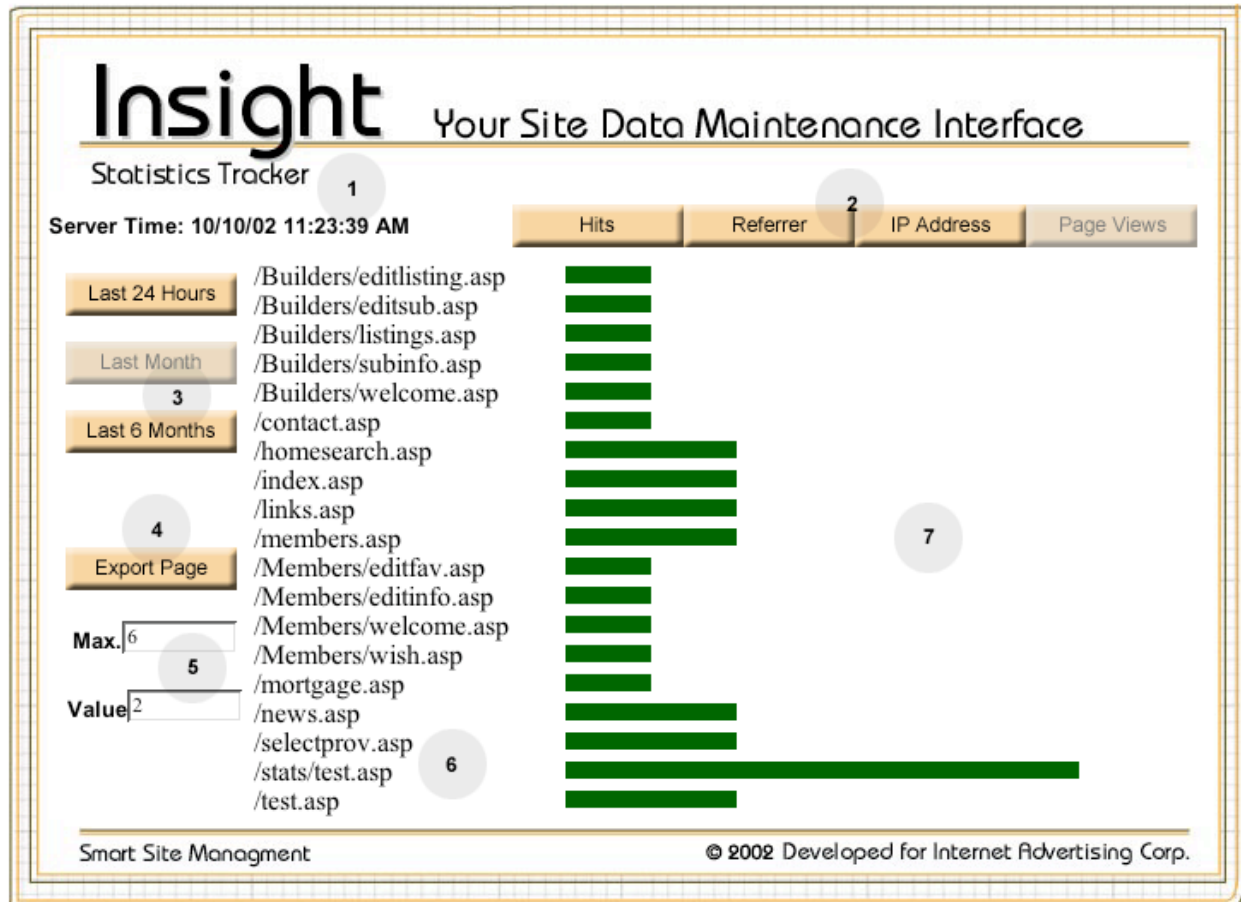 Insight
Your Site Data Maintenance Interface
Statistics Tracker
1
2
Server Time: 10/10/02 11:23:39 AM
Hits
Referrer
IP Address
Page Views
Last 24 Hours
Last Month
3
Last 6 Months
4
Export Page
Max. 6
5
Value 2
/Builders/editlisting.asp
/Builders/editsub.asp
/Builders/listings.asp
/Builders/subinfo.asp
/Builders/welcome.asp
/contact.asp
/homesearch.asp
/index.asp
/links.asp
/members.asp
/Members/editfav.asp
/Members/editinfo.asp
/Members/welcome.asp
/Members/wish.asp
/mortgage.asp
/news.asp
/selectprov.asp
/stats/test.asp
/test.asp
6
7
Smart Site Managment
© 2002 Developed for Internet Advertising Corp.